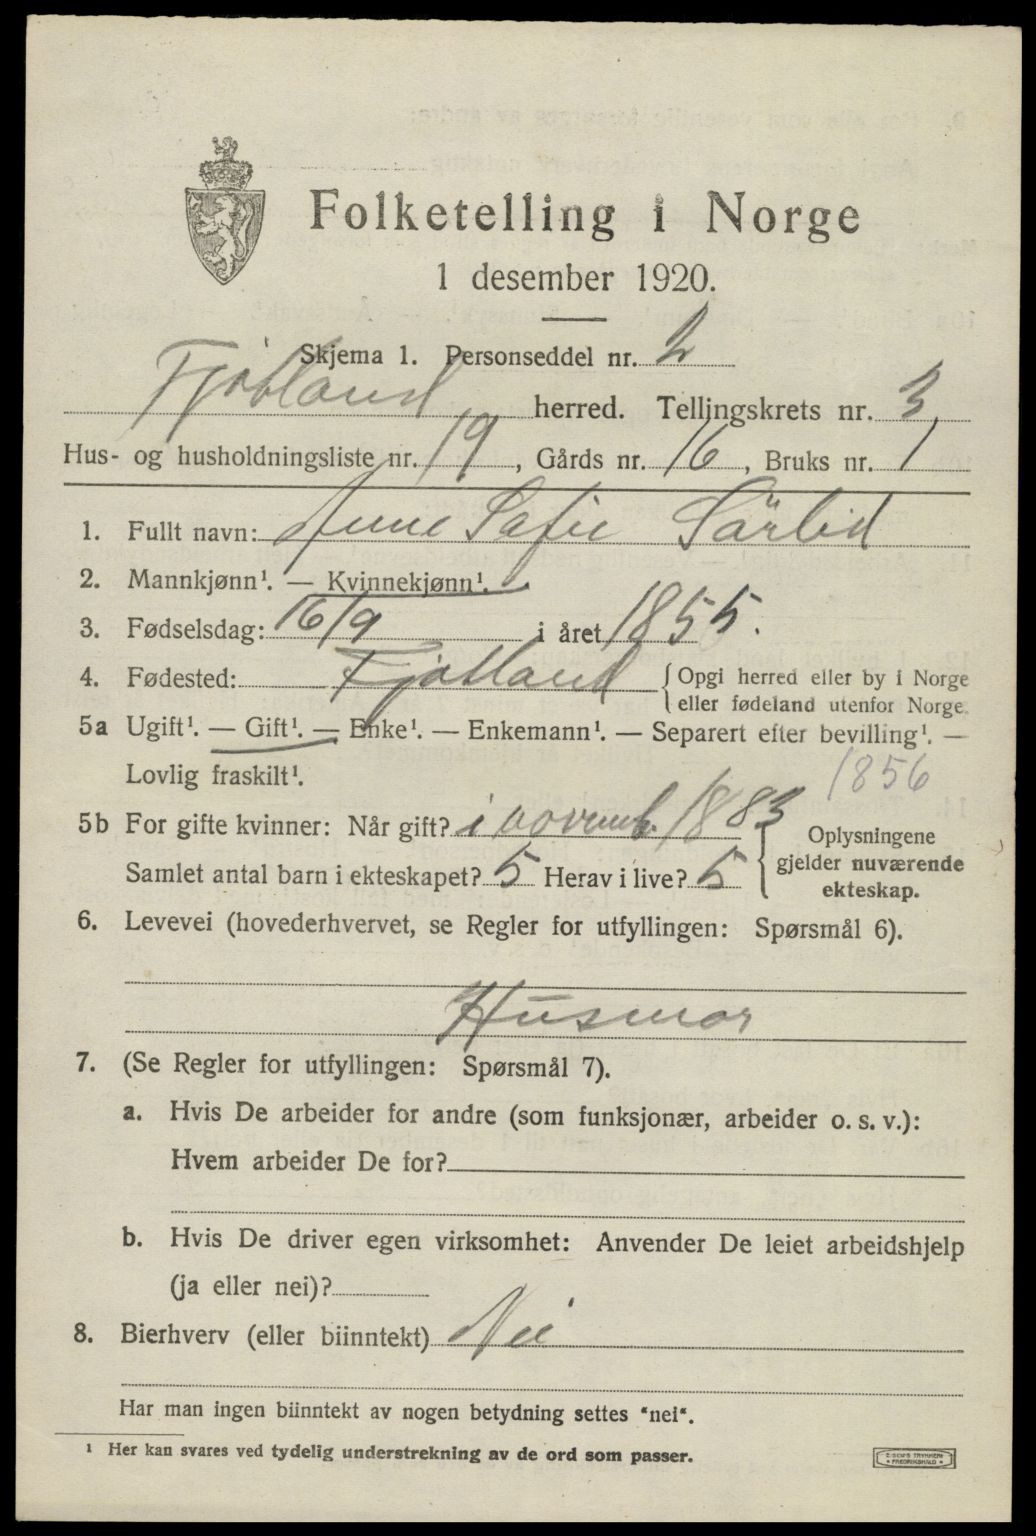 Folketelling i Norge
1 desember 1920.
Skjema 1. Personseddel nr. 2
Fjotland herred. Tellingskrets nr. 3
Hus- og husholdningsliste nr. 19, Gårds nr. 16, Bruks nr. 1
1. Fullt navn: Anne Safie Särlid
2. Mannkjønn¹. — Kvinnekjønn¹.
3. Fødselsdag: 16/9 i året 1855.
4. Fødested: Fjotland { Opgi herred eller by i Norge
eller fødeland utenfor Norge.
5a Ugift¹. — Gift¹. — Enke¹. — Enkemann¹. — Separert efter bevilling¹. —
Lovlig fraskilt¹. 1856
5b For gifte kvinner: Når gift? i novemb. 1883
Samlet antal barn i ekteskapet? 5 Herav i live? 5
{ Oplysningene
gjelder nuværende
ekteskap.
6. Levevei (hovederhvervet, se Regler for utfyllingen: Spørsmål 6).
Husmor
7. (Se Regler for utfyllingen: Spørsmål 7).
a. Hvis De arbeider for andre (som funksjonær, arbeider o. s. v.):
Hvem arbeider De for?
b. Hvis De driver egen virksomhet: Anvender De leiet arbeidshjelp
(ja eller nei)?
8. Bierhverv (eller biinntekt) Nei
Har man ingen biinntekt av nogen betydning settes "nei".
¹ Her kan svares ved tydelig understrekning av de ord som passer.
FREDRIKSHALD